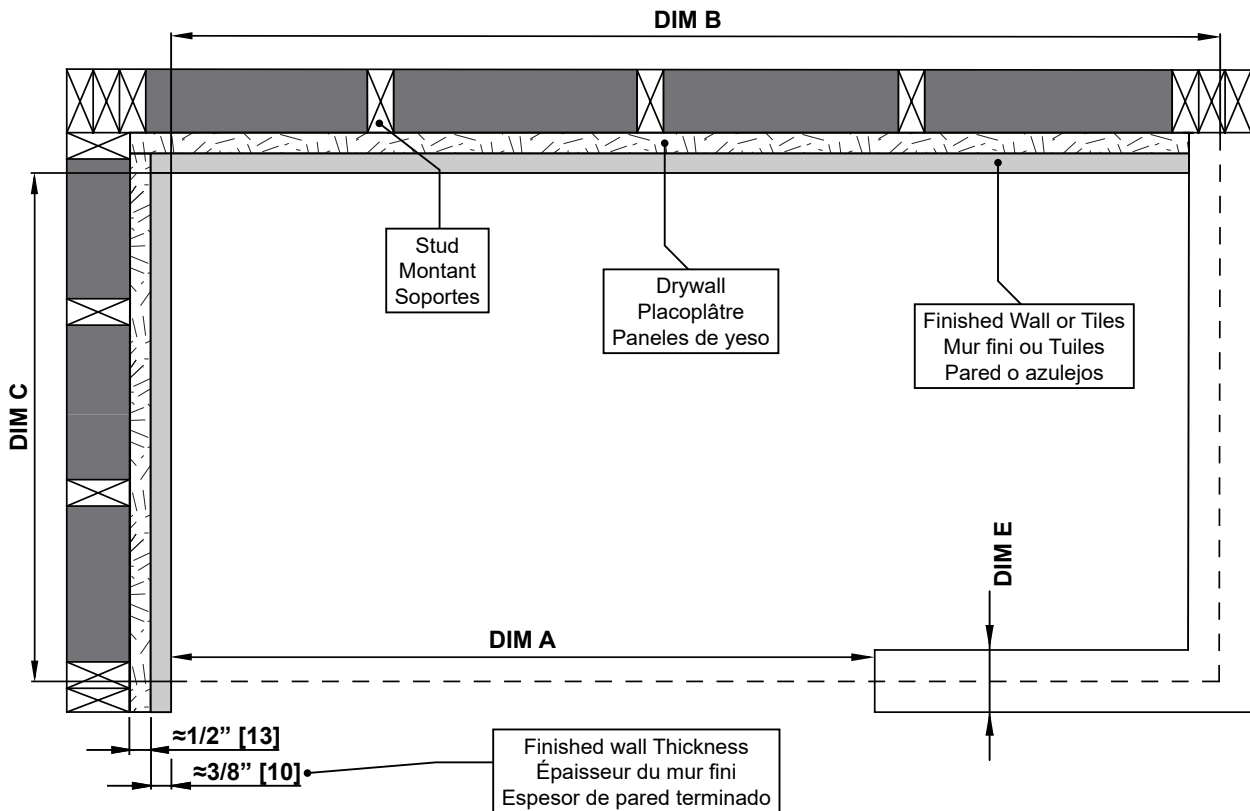 DIM B
Stud
Montant
Soportes
Drywall
Placoplâtre
Paneles de yeso
Finished Wall or Tiles
Mur fini ou Tuiles
Pared o azulejos
DIM C
DIM E
DIM A
≈1/2” [13]
≈3/8” [10]
Finished wall Thickness
Épaisseur du mur fini
Espesor de pared terminado